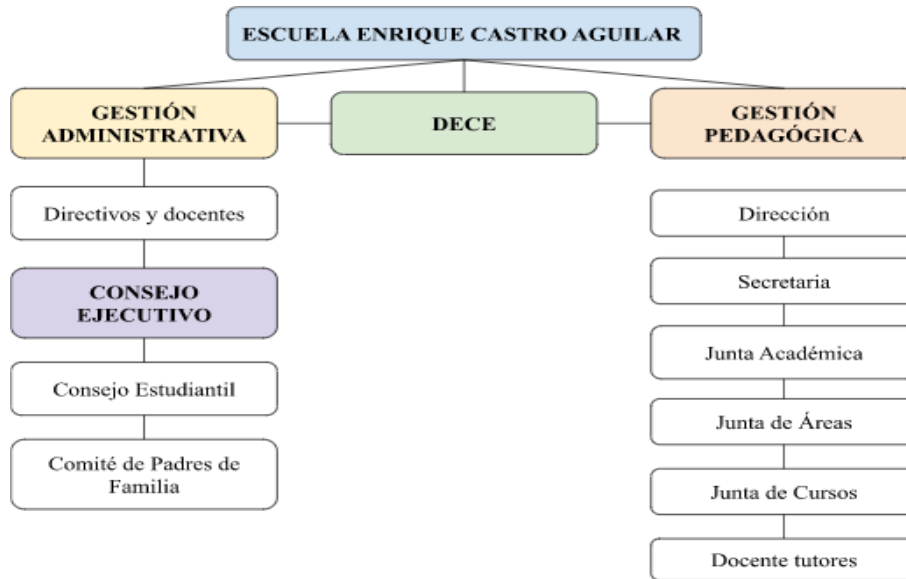 ESCUELA ENRIQUE CASTRO AGUILAR
GESTIÓN
ADMINISTRATIVA
DECE
GESTIÓN
PEDAGÓGICA
Directivos y docentes
CONSEJO
EJECUTIVO
Consejo Estudiantil
Comité de Padres de
Familia
Dirección
Secretaria
Junta Académica
Junta de Áreas
Junta de Cursos
Docente tutores